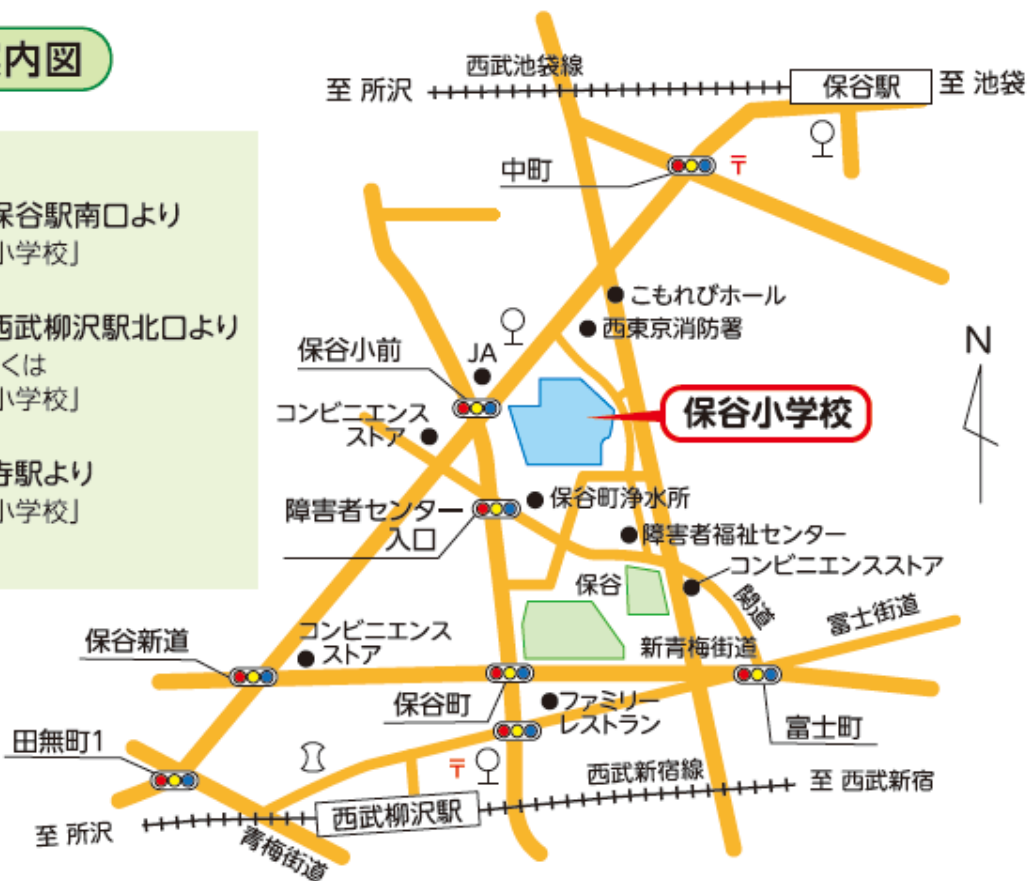 内図
保谷駅南口より
小学校」
西武柳沢駅北口より
くは
小学校」
寺駅より
小学校」
西武池袋線
至 所沢
保谷駅
至 池袋
中町
〒
こもれびホール
西東京消防署
N
保谷小前
JA
保谷小学校
コンビニエンス
ストア
障害者センター
入口
保谷町浄水所
障害者福祉センター
コンビニエンスストア
保谷
関道
富士街道
保谷新道
コンビニエンス
ストア
新青梅街道
保谷町
ファミリー
レストラン
富士町
田無町1
〒
西武新宿線
至 西武新宿
西武柳沢駅
至 所沢
青梅街道